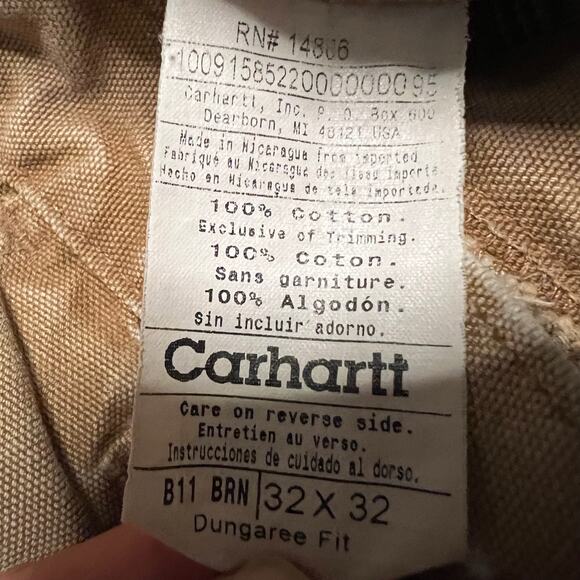 RN# 14806
10091585220000000095
Carhartt, Inc. P. O. Box 600
Dearborn, MI 48121 USA
Made in Nicaragua from imported
Fabriqué au Nicaragua des tissu importé
Hecho en Nicaragua de tela importada.
100% Cotton.
Exclusive of Trimming.
100% Coton.
Sans garniture.
100% Algodón.
Sin incluir adorno.
Carhartt
Care on reverse side.
Entretien au verso.
Instrucciones de cuidado al dorso.
B11 BRN 32 X 32
Dungaree Fit